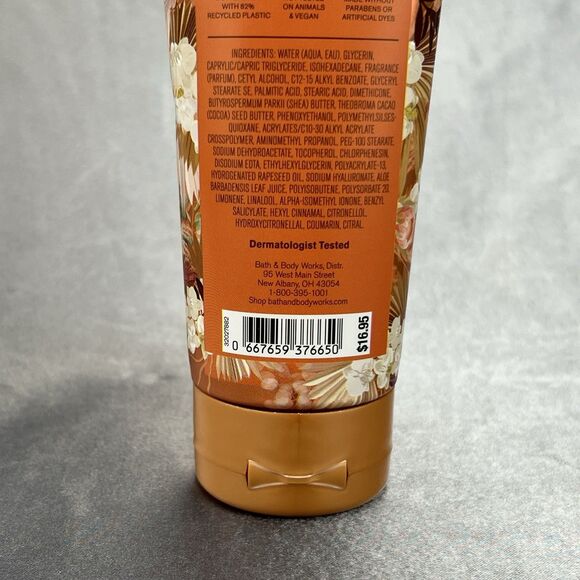 WITH 82%
RECYCLED PLASTIC
ON ANIMALS
& VEGAN
PARABENS OR
ARTIFICIAL DYES
INGREDIENTS: WATER (AQUA, EAU), GLYCERIN,
CAPRYLIC/CAPRIC TRIGLYCERIDE, ISOHEXADECANE, FRAGRANCE
(PARFUM), CETYL ALCOHOL, C12-15 ALKYL BENZOATE, GLYCERYL
STEARATE SE, PALMITIC ACID, STEARIC ACID, DIMETHICONE,
BUTYROSPERMUM PARKII (SHEA) BUTTER, THEOBROMA CACAO
(COCOA) SEED BUTTER, PHENOXYETHANOL, POLYMETHYLSILSES-
QUIOXANE, ACRYLATES/C10-30 ALKYL ACRYLATE
CROSSPOLYMER, AMINOMETHYL PROPANOL, PEG-100 STEARATE,
SODIUM DEHYDROACETATE, TOCOPHEROL, CHLORPHENESIN,
DISODIUM EDTA, ETHYLHEXYLGLYCERIN, POLYACRYLATE-13,
HYDROGENATED RAPESEED OIL, SODIUM HYALURONATE, ALOE
BARBADENSIS LEAF JUICE, POLYISOBUTENE, POLYSORBATE 20,
LIMONENE, LINALOOL, ALPHA-ISOMETHYL IONONE, BENZYL
SALICYLATE, HEXYL CINNAMAL, CITRONELLOL,
HYDROXYCITRONELLAL, COUMARIN, CITRAL.
Dermatologist Tested
Bath & Body Works, Distr.
95 West Main Street
New Albany, OH 43054
1-800-395-1001
Shop bathandbodyworks.com
0 667659 376650
$16.95